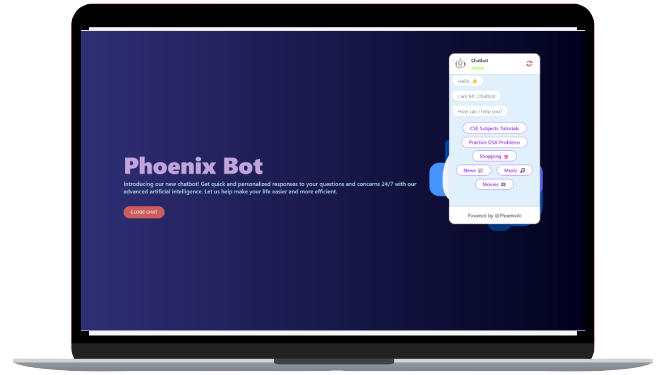 Chatbot
online
Hello 👋
I am Mr. Chatbot
How can I help you?
CSE Subjects Tutorials
Practice DSA Problems
Shopping
News
Music 🎵
Movies
Powered by @PhoenixAI
Phoenix Bot
Introducing our new chatbot! Get quick and personalized responses to your questions and concerns 24/7 with our
advanced artificial intelligence. Let us help make your life easier and more efficient.
CLOSE CHAT